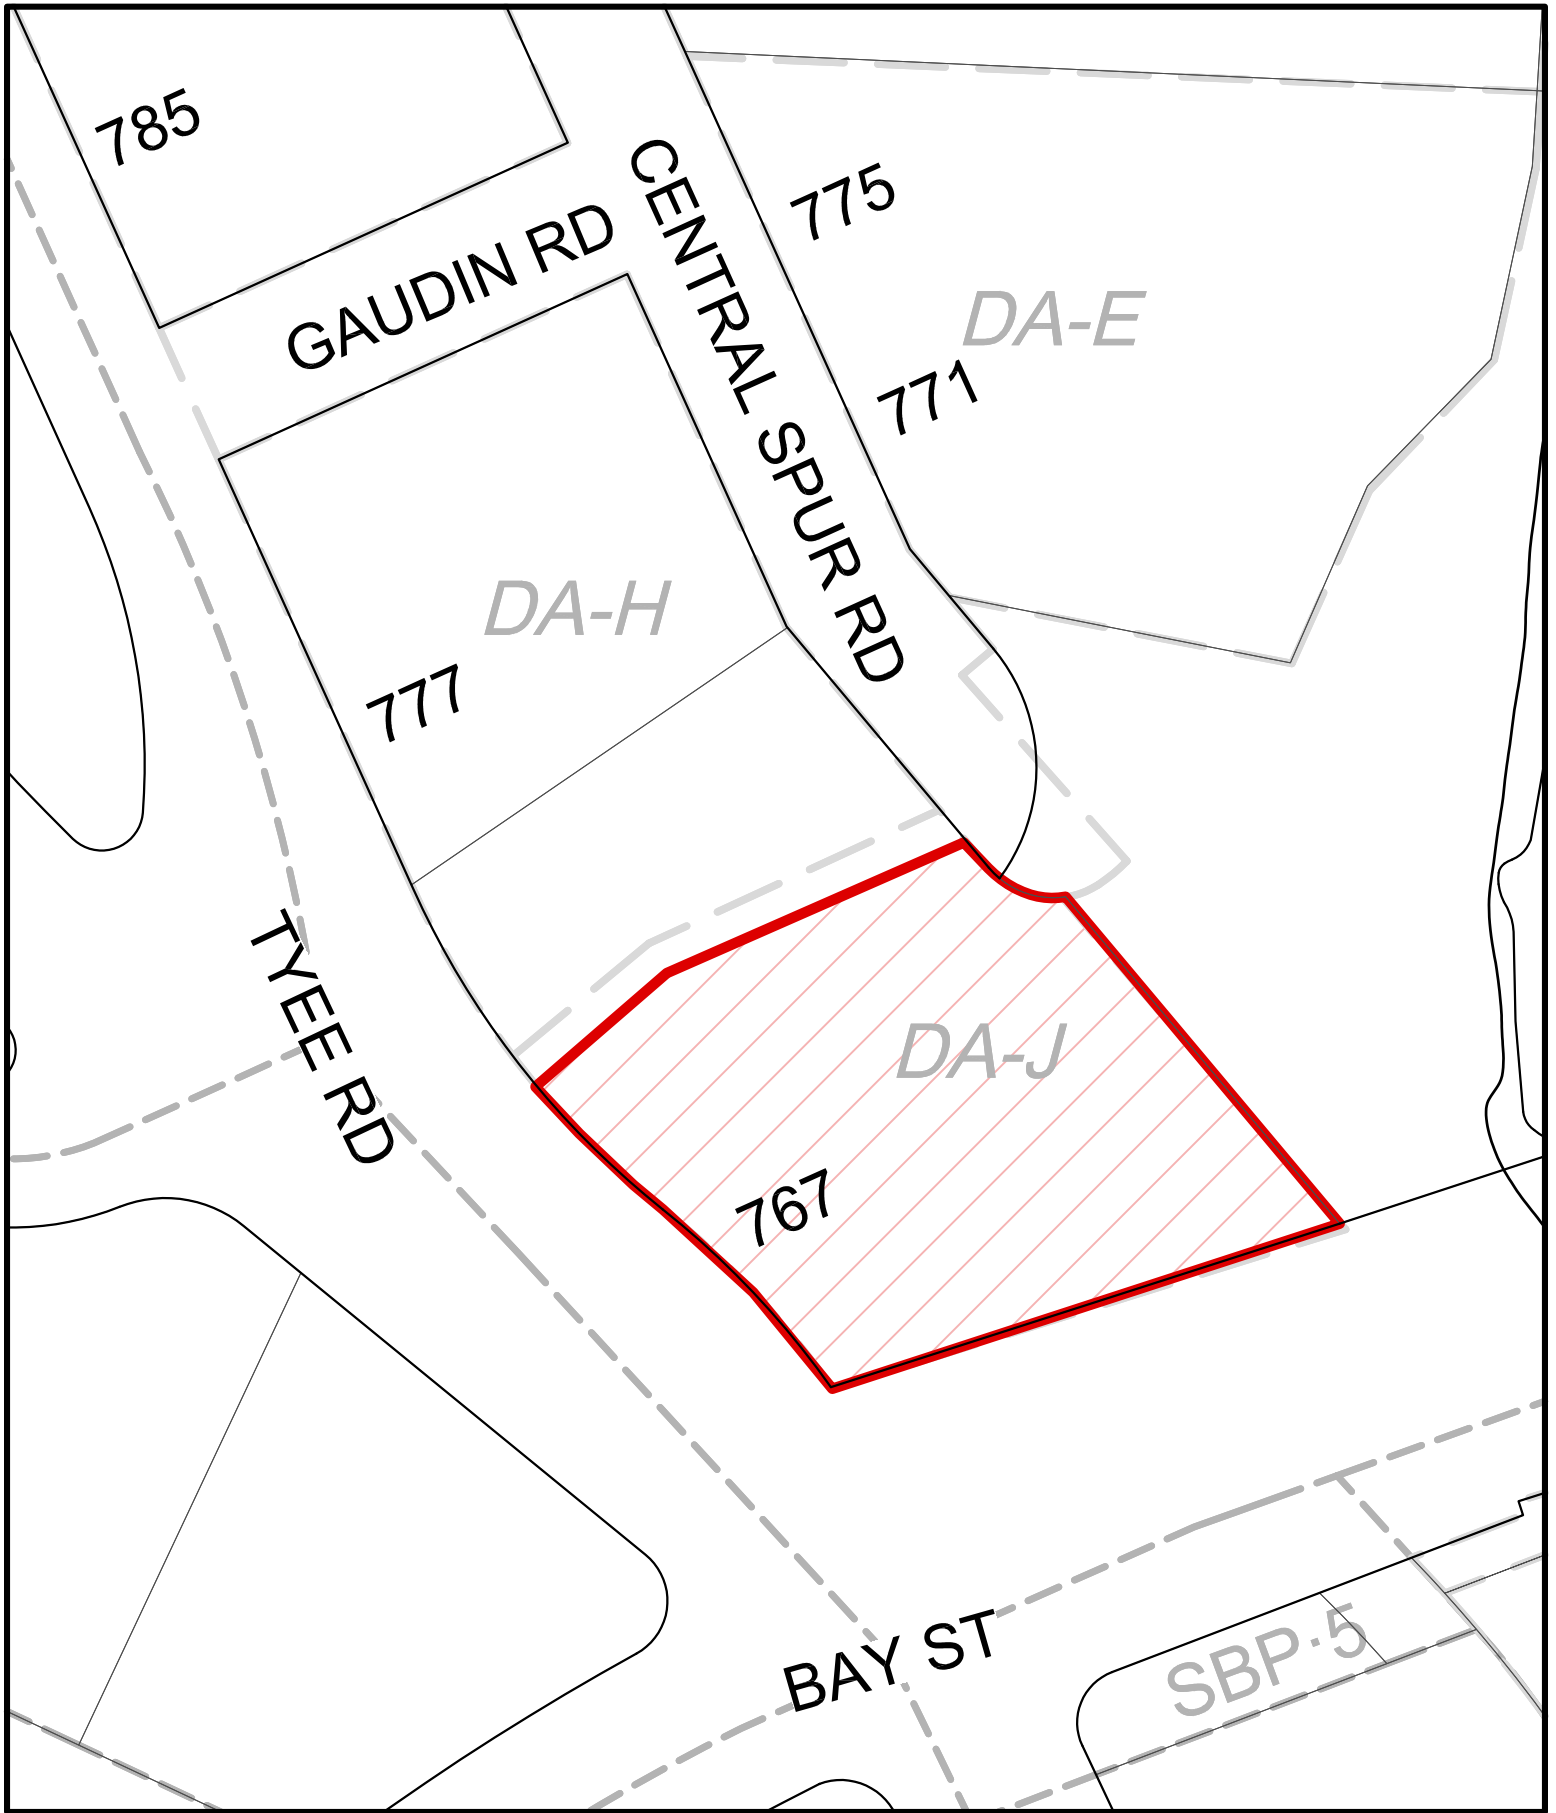 785
GAUDIN RD
CENTRAL SPUR RD
775
DA-E
771
DA-H
777
TYEE RD
DA-J
767
BAY ST
SBP·5